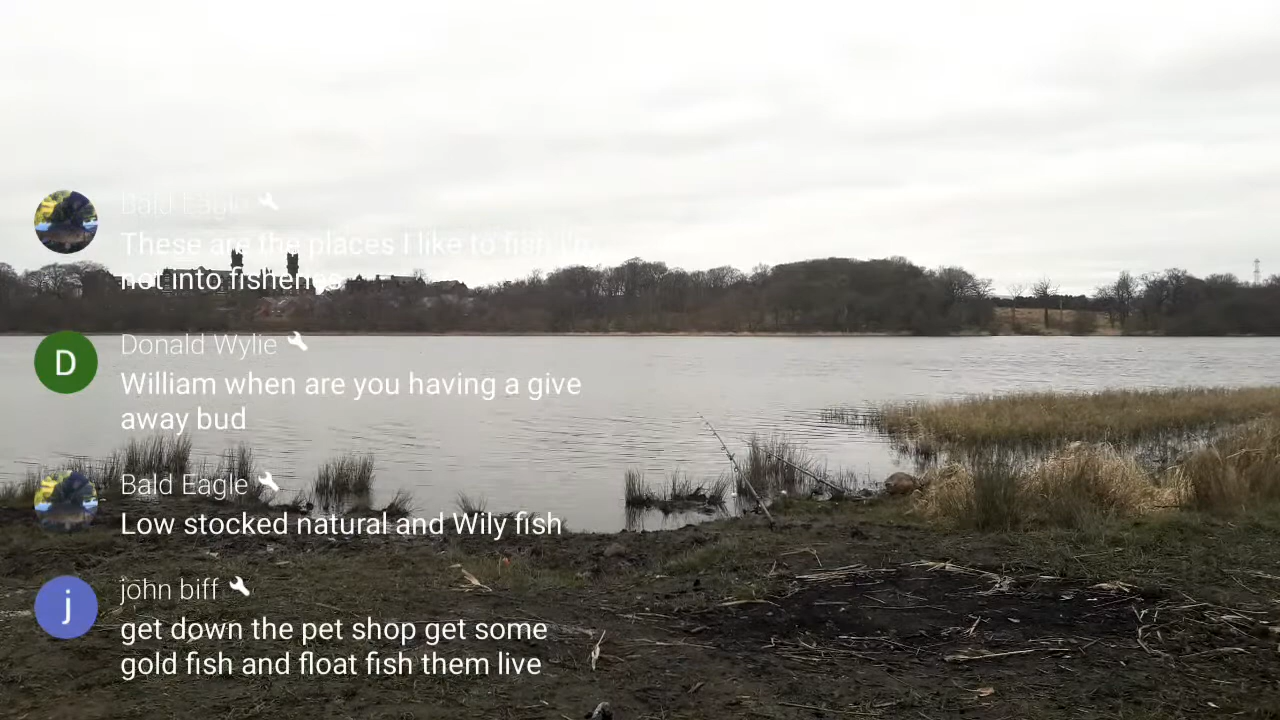 Bald Eagle
These are the places I like to fish I'm
not into fisheries
Donald Wylie
D
William when are you having a give
away bud
Bald Eagle
Low stocked natural and Wily fish
john biff
j
get down the pet shop get some
gold fish and float fish them live